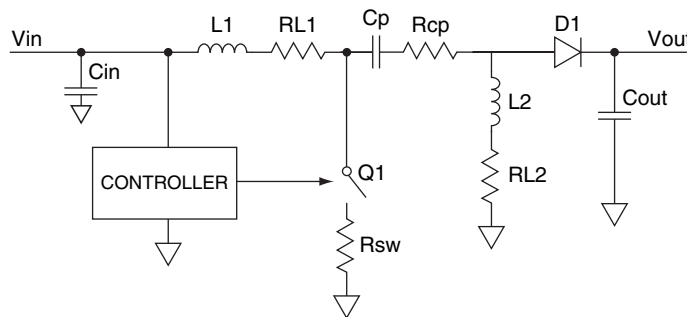 Vin
L1
RL1
Cp
Rcp
D1
Vout
Cin
L2
Cout
CONTROLLER
Q1
RL2
Rsw